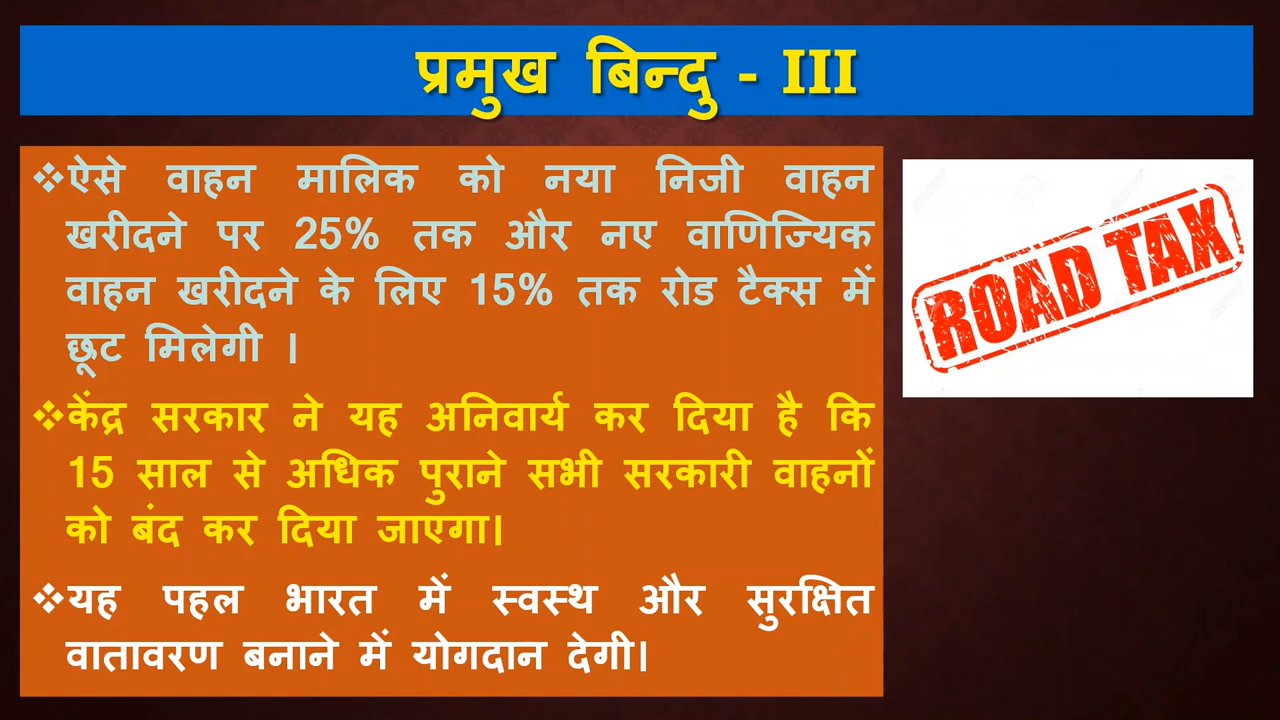 प्रमुख बिन्दु - III
❖ऐसे वाहन मालिक को नया निजी वाहन
खरीदने पर 25% तक और नए वाणिज्यिक
वाहन खरीदने के लिए 15% तक रोड टैक्स में
छूट मिलेगी ।
❖केंद्र सरकार ने यह अनिवार्य कर दिया है कि
15 साल से अधिक पुराने सभी सरकारी वाहनों
को बंद कर दिया जाएगा।
❖यह पहल भारत में स्वस्थ और सुरक्षित
वातावरण बनाने में योगदान देगी।
ROAD TAX